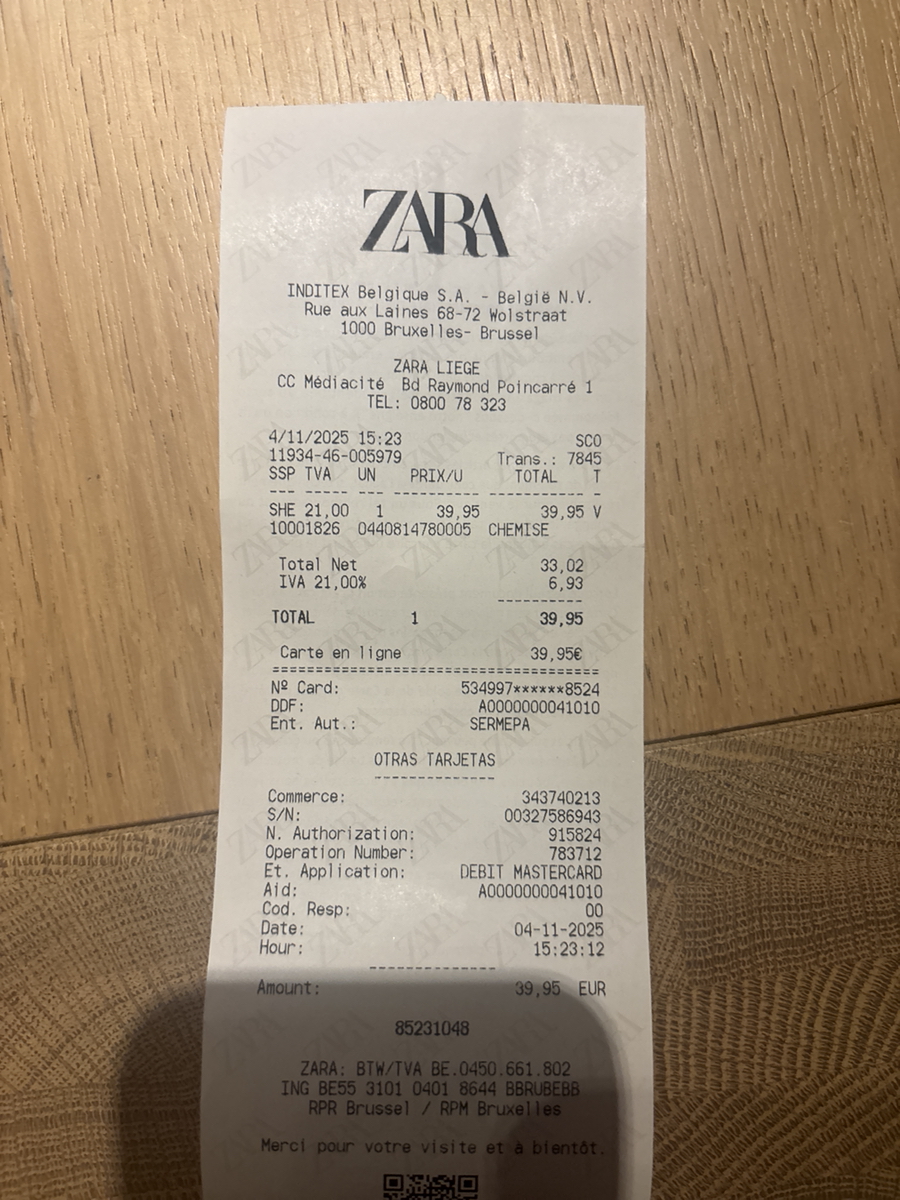 ZARA
INDITEX Belgique S.A. - België N.V.
Rue aux Laines 68-72 Wolstraat
1000 Bruxelles- Brussel
ZARA LIEGE
CC Médiacité Bd Raymond Poincarré 1
TEL: 0800 78 323
4/11/2025 15:23 SCO
11934-46-005979 Trans.: 7845
SSP TVA UN PRIX/U TOTAL T
--- ----- --- -------- ----------- -
SHE 21,00 1 39,95 39,95 V
10001826 0440814780005 CHEMISE
Total Net 33,02
IVA 21,00% 6,93
----------
TOTAL 1 39,95
Carte en ligne 39,95€
======================================
Nº Card: 534997******8524
DDF: A0000000041010
Ent. Aut.: SERMEPA
OTRAS TARJETAS
--------------
Commerce: 343740213
S/N: 00327586943
N. Authorization: 915824
Operation Number: 783712
Et. Application: DEBIT MASTERCARD
Aid: A0000000041010
Cod. Resp: 00
Date: 04-11-2025
Hour: 15:23:12
--------------
Amount: 39,95 EUR
85231048
ZARA: BTW/TVA BE.0450.661.802
ING BE55 3101 0401 8644 BBRUBEBB
RPR Brussel / RPM Bruxelles
Merci pour votre visite et à bientôt.